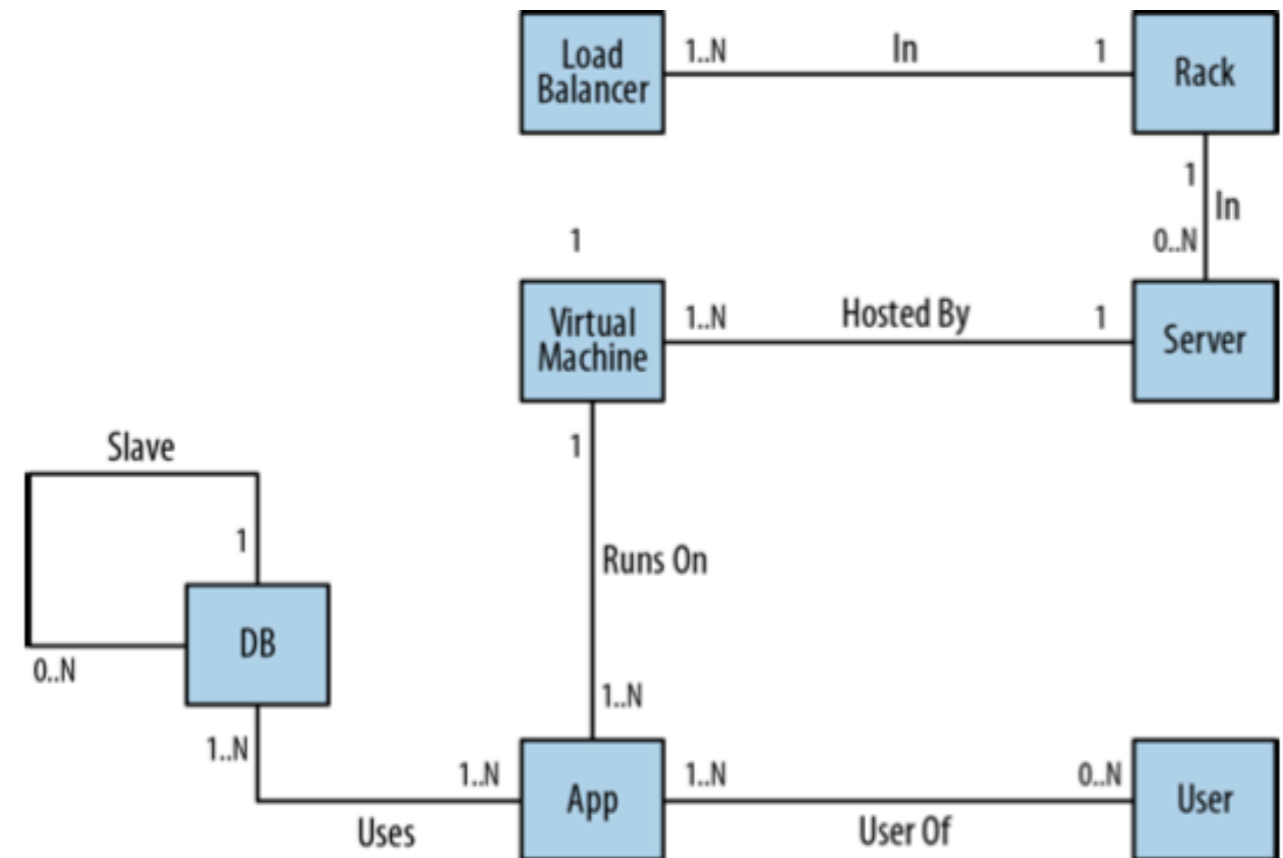 Load
Balancer
1..N
In
1
Rack
1
In
0..N
1
Virtual
Machine
1..N
Hosted By
1
Server
Slave
1
1
DB
0..N
Runs On
1..N
1..N
1..N
App
1..N
0..N
User
Uses
User Of